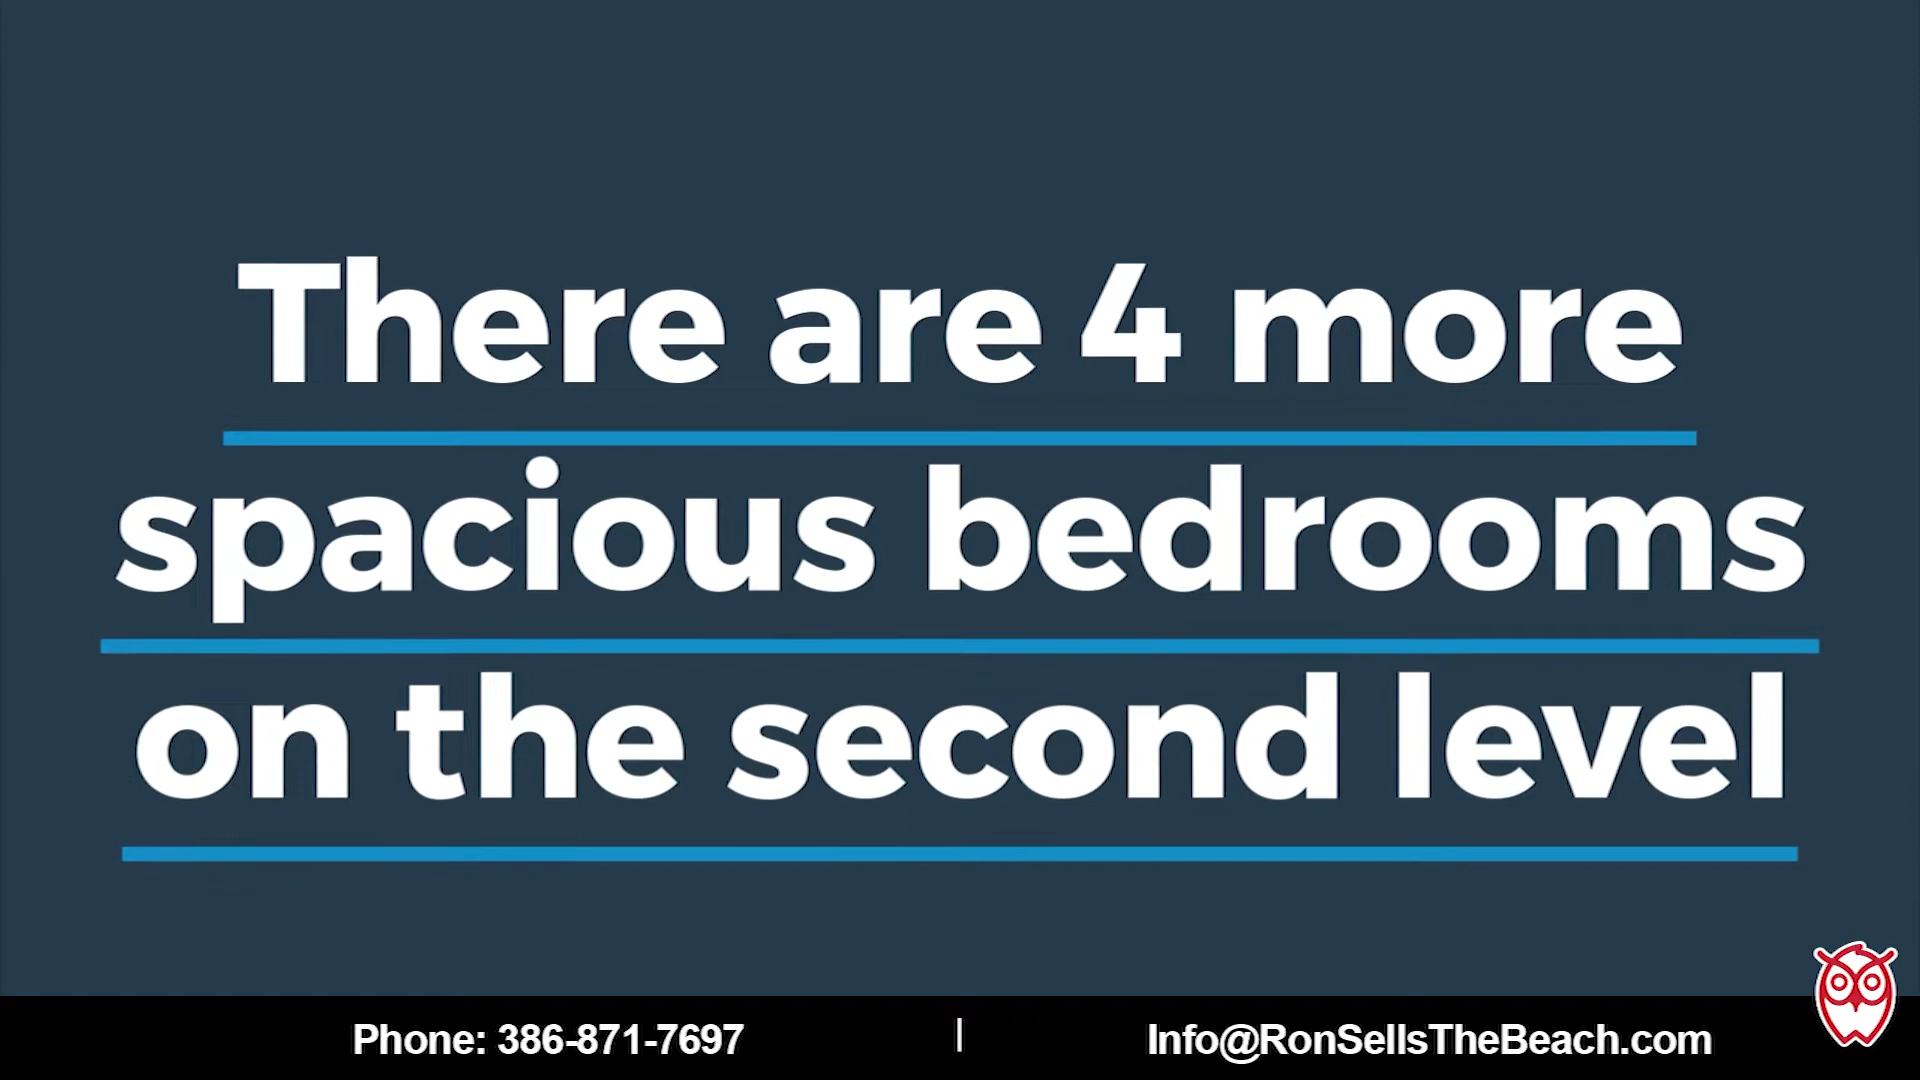 There are 4 more
spacious bedrooms
on the second level
Phone: 386-871-7697 | Info@RonSellsTheBeach.com